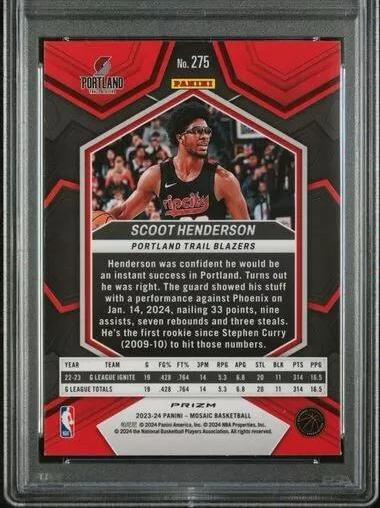 No. 275
PANINI
PORTLAND
TRAIL BLAZERS
ripcity
SCOOT HENDERSON
PORTLAND TRAIL BLAZERS
Henderson was confident he would be
an instant success in Portland. Turns out
he was right. The guard showed his stuff
with a performance against Phoenix on
Jan. 14, 2024, nailing 33 points, nine
assists, seven rebounds and three steals.
He's the first rookie since Stephen Curry
(2009-10) to hit those numbers.
YEAR TEAM G FG% FT% 3PM RPG APG STL BLK PTS PPG
22-23 G LEAGUE IGNITE 19 .428 .764 14 5.3 6.8 20 11 314 16.5
G LEAGUE TOTALS 19 .428 .764 14 5.3 6.8 20 11 314 16.5
PRIZM
2023-24 PANINI - MOSAIC BASKETBALL
© 2024 Panini America, Inc. © 2024 NBA Properties, Inc.
© 2024 the National Basketball Players Association. All rights reserved.
NBA